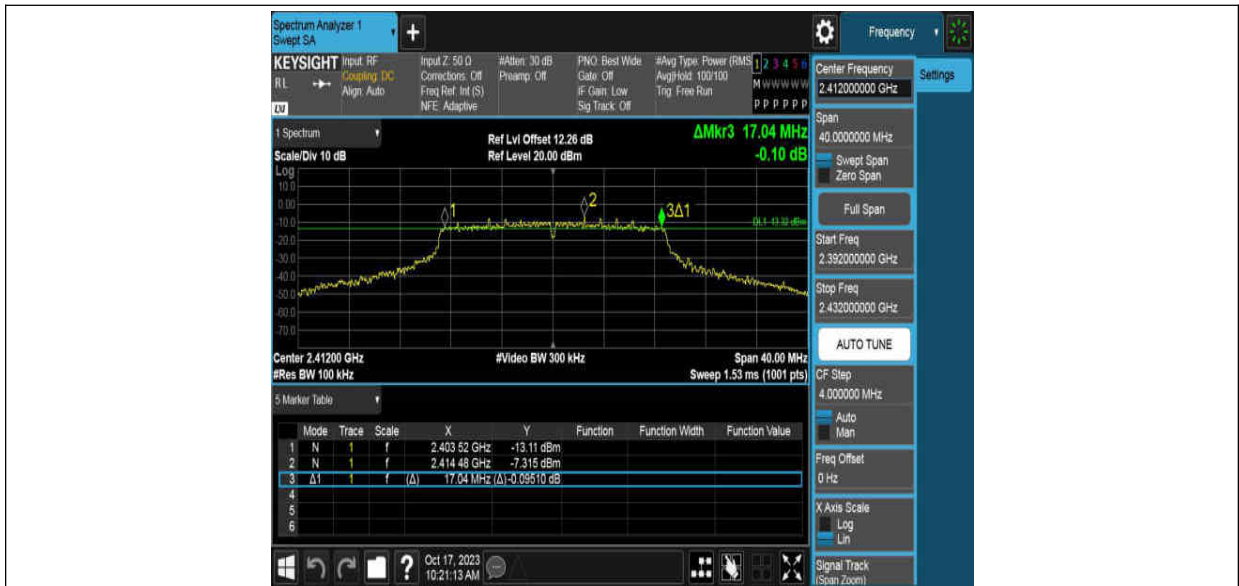 Spectrum Analyzer 1
Swept SA
+
Frequency
KEYSIGHT
RL
LXI
Input: RF
Coupling: DC
Align: Auto
Input Z: 50 Ω
Corrections: Off
Freq Ref: Int (S)
NFE: Adaptive
#Atten: 30 dB
Preamp: Off
PNO: Best Wide
Gate: Off
IF Gain: Low
Sig Track: Off
#Avg Type: Power (RMS
Avg|Hold: 100/100
Trig: Free Run
1 2 3 4 5 6
M W W W W W
P P P P P P
1 Spectrum
Scale/Div 10 dB
Ref Lvl Offset 12.26 dB
Ref Level 20.00 dBm
ΔMkr3 17.04 MHz
-0.10 dB
Log
10.0
0.00
-10.0
-20.0
-30.0
-40.0
-50.0
-60.0
-70.0
1
2
3Δ1
DL1 -13.32 dBm
Center 2.41200 GHz
#Res BW 100 kHz
#Video BW 300 kHz
Span 40.00 MHz
Sweep 1.53 ms (1001 pts)
5 Marker Table
Mode Trace Scale X Y Function Function Width Function Value
1 N 1 f 2.403 52 GHz -13.11 dBm
2 N 1 f 2.414 48 GHz -7.315 dBm
3 Δ1 1 f (Δ) 17.04 MHz (Δ) -0.09510 dB
4
5
6
Oct 17, 2023
10:21:13 AM
Center Frequency
2.412000000 GHz
Settings
Span
40.0000000 MHz
Swept Span
Zero Span
Full Span
Start Freq
2.392000000 GHz
Stop Freq
2.432000000 GHz
AUTO TUNE
CF Step
4.000000 MHz
Auto
Man
Freq Offset
0 Hz
X Axis Scale
Log
Lin
Signal Track
(Span Zoom)